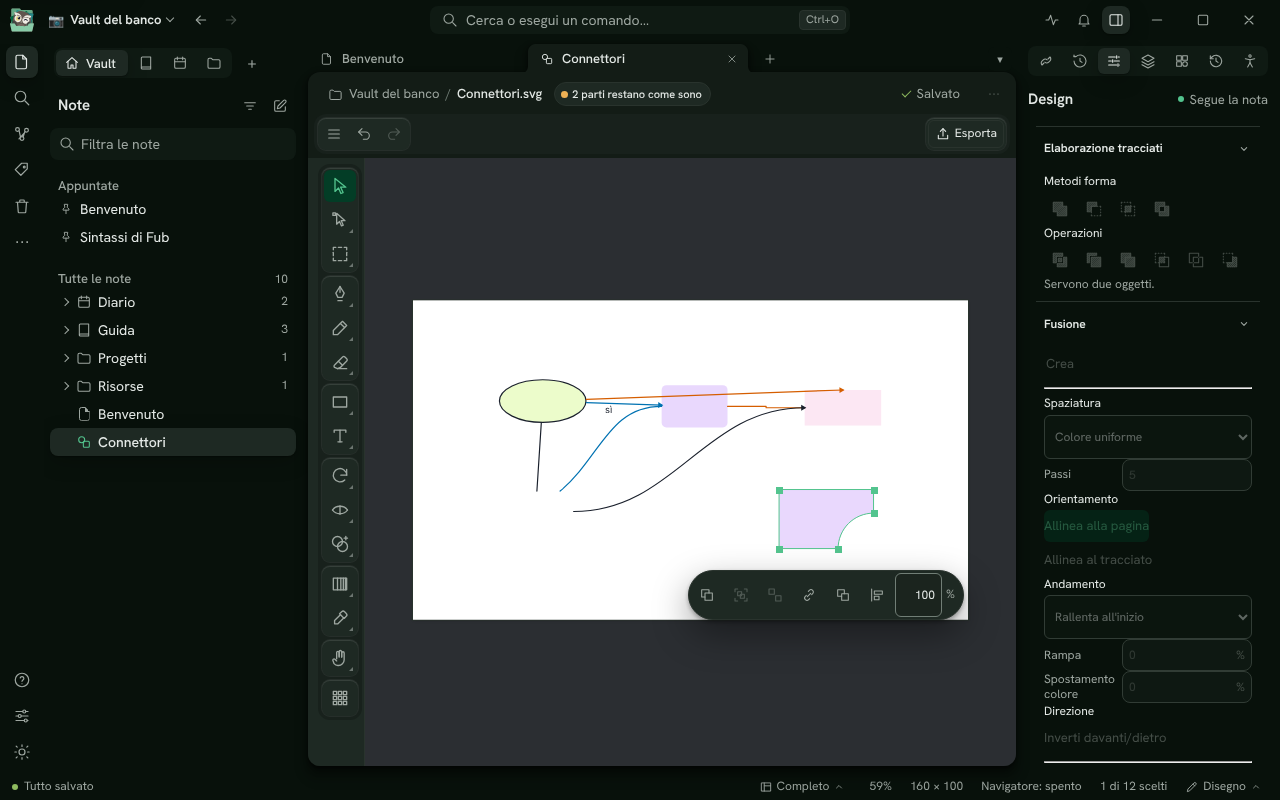 Vault del banco
Cerca o esegui un comando...
Ctrl+O
Vault
Benvenuto
Connettori
Note
Vault del banco / Connettori.svg
2 parti restano come sono
Salvato
Design
Segue la nota
Esporta
Filtra le note
Appuntate
Benvenuto
Sintassi di Fub
Tutte le note
10
Diario
2
Guida
3
Progetti
1
Risorse
1
Benvenuto
Connettori
sì
100
%
Elaborazione tracciati
Metodi forma
Operazioni
Servono due oggetti.
Fusione
Crea
Spaziatura
Colore uniforme
Passi
5
Orientamento
Allinea alla pagina
Allinea al tracciato
Andamento
Rallenta all'inizio
Rampa
0
%
Spostamento
colore
0
%
Direzione
Inverti davanti/dietro
Tutto salvato
Completo
59%
160 × 100
Navigatore: spento
1 di 12 scelti
Disegno